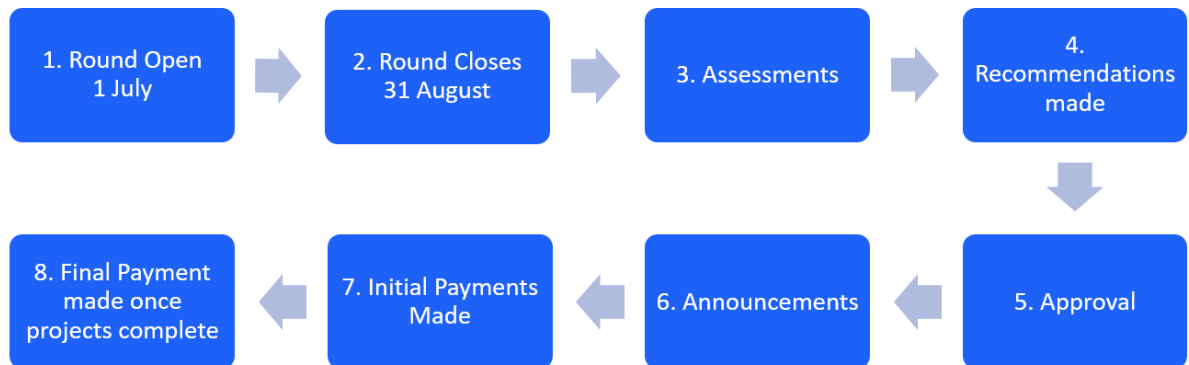 1. Round Open
1 July
2. Round Closes
31 August
3. Assessments
4.
Recommendations
made
5. Approval
6. Announcements
7. Initial Payments
Made
8. Final Payment
made once
projects complete